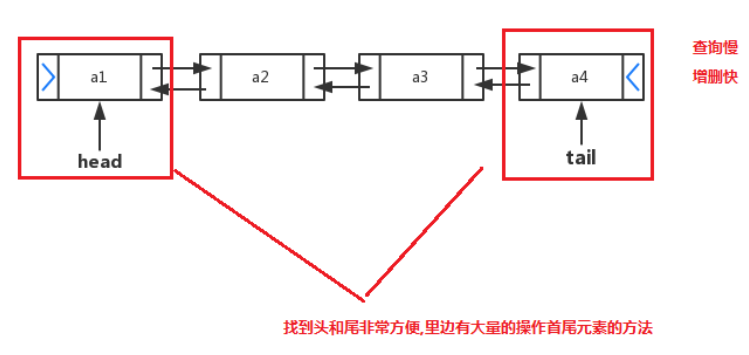 查询慢
增删快
a1 a2 a3 a4
head tail
找到头和尾非常方便,里边有大量的操作首尾元素的方法